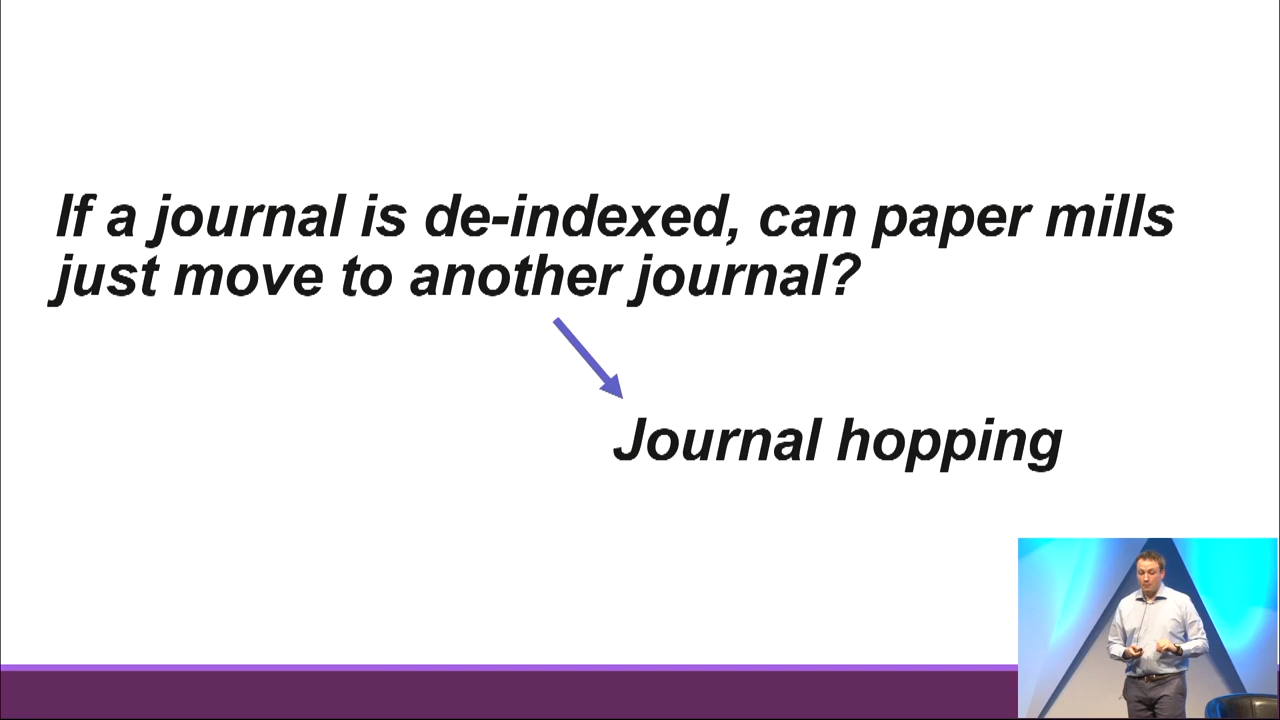 If a journal is de-indexed, can paper mills
just move to another journal?
Journal hopping